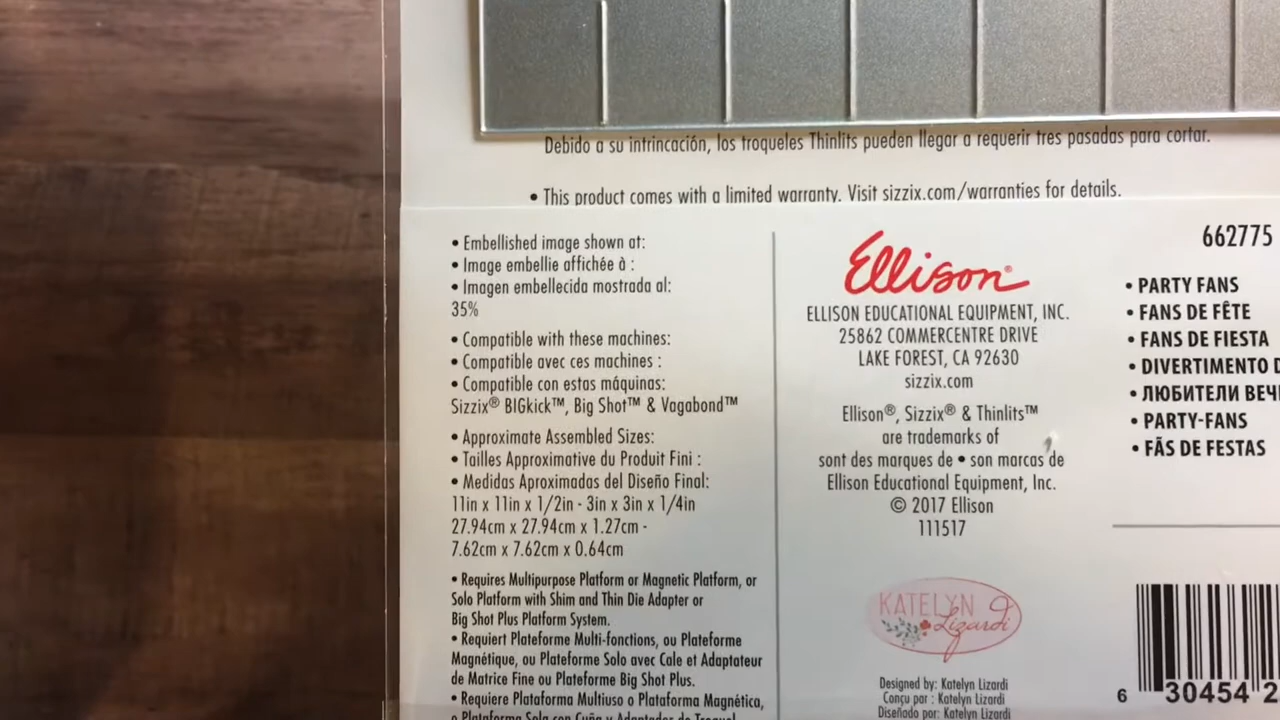 Debido a su intrincación, los troqueles Thinlits pueden llegar a requerir tres pasadas para cortar.
• This product comes with a limited warranty. Visit sizzix.com/warranties for details.
• Embellished image shown at:
• Image embellie affichée à :
• Imagen embellecida mostrada al:
35%
• Compatible with these machines:
• Compatible avec ces machines :
• Compatible con estas máquinas:
Sizzix® BIGkick™, Big Shot™ & Vagabond™
• Approximate Assembled Sizes:
• Tailles Approximative du Produit Fini :
• Medidas Aproximadas del Diseño Final:
11in x 11in x 1/2in - 3in x 3in x 1/4in
27.94cm x 27.94cm x 1.27cm -
7.62cm x 7.62cm x 0.64cm
• Requires Multipurpose Platform or Magnetic Platform, or
Solo Platform with Shim and Thin Die Adapter or
Big Shot Plus Platform System.
• Requiert Plateforme Multi-fonctions, ou Plateforme
Magnétique, ou Plateforme Solo avec Cale et Adaptateur
de Matrice Fine ou Plateforme Big Shot Plus.
• Requiere Plataforma Multiuso o Plataforma Magnética,
o Plataforma Solo con Cuña y Adaptador de Troquel
Ellison®
ELLISON EDUCATIONAL EQUIPMENT, INC.
25862 COMMERCENTRE DRIVE
LAKE FOREST, CA 92630
sizzix.com
Ellison®, Sizzix® & Thinlits™
are trademarks of
sont des marques de • son marcas de
Ellison Educational Equipment, Inc.
© 2017 Ellison
111517
KATELYN
Lizardi
Designed by: Katelyn Lizardi
Conçu par : Katelyn Lizardi
Diseñado por: Katelyn Lizardi
662775
• PARTY FANS
• FANS DE FÊTE
• FANS DE FIESTA
• DIVERTIMENTO D
• ЛЮБИТЕЛИ ВЕЧ
• PARTY-FANS
• FÃS DE FESTAS
6 30454 2